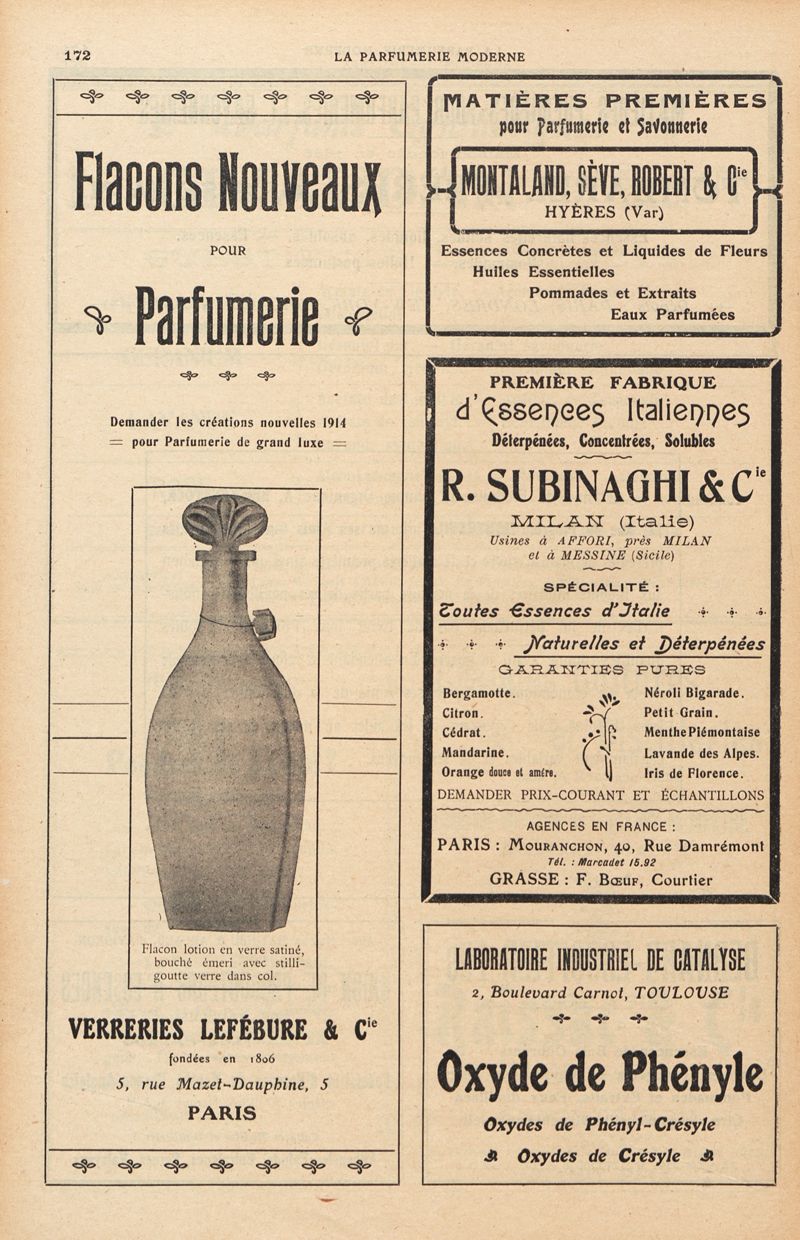 172
LA PARFUMERIE MODERNE
Flacons Nouveaux
POUR
Parfumerie
Demander les créations nouvelles 1914
pour Parfumerie de grand luxe
Flacon lotion en verre satiné,
bouché émeri avec stilli-
goutte verre dans col.
VERRERIES LEFÉBURE & Cie
fondées en 1806
5, rue Mazet-Dauphine, 5
PARIS
MATIÈRES PREMIÈRES
pour Parfumerie et Savonnerie
MONTALAND, SÈVE, ROBERT & Cie
HYÈRES (Var)
Essences Concrètes et Liquides de Fleurs
Huiles Essentielles
Pommades et Extraits
Eaux Parfumées
PREMIÈRE FABRIQUE
d'Essences Italiennes
Déterpénées, Concentrées, Solubles
R. SUBINAGHI & Cie
MILAN (Italie)
Usines à AFFORI, près MILAN
et à MESSINE (Sicile)
SPÉCIALITÉ :
Toutes Essences d'Italie
Naturelles et Déterpénées
GARANTIES PURES
Bergamotte.
Citron.
Cédrat.
Mandarine.
Orange douce et amère.
Néroli Bigarade.
Petit Grain.
Menthe Piémontaise
Lavande des Alpes.
Iris de Florence.
DEMANDER PRIX-COURANT ET ÉCHANTILLONS
AGENCES EN FRANCE :
PARIS : MOURANCHON, 40, Rue Damrémont
Tél. : Marcadet 15.92
GRASSE : F. BŒUF, Courtier
LABORATOIRE INDUSTRIEL DE CATALYSE
2, Boulevard Carnot, TOULOUSE
Oxyde de Phényle
Oxydes de Phényl-Crésyle
Oxydes de Crésyle